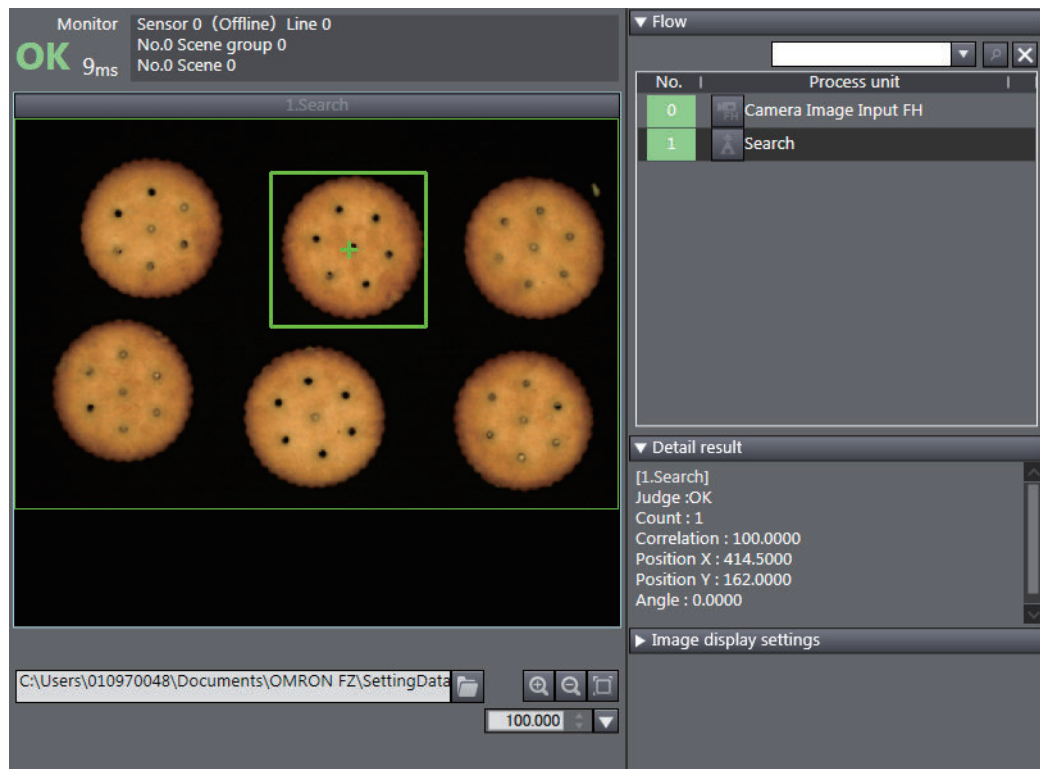 Monitor
OK 9ms
Sensor 0 (Offline) Line 0
No.0 Scene group 0
No.0 Scene 0
1.Search
C:\Users\010970048\Documents\OMRON FZ\SettingData
100.000
Flow
No. Process unit
0 FH Camera Image Input FH
1 Search
Detail result
[1.Search]
Judge :OK
Count : 1
Correlation : 100.0000
Position X : 414.5000
Position Y : 162.0000
Angle : 0.0000
Image display settings